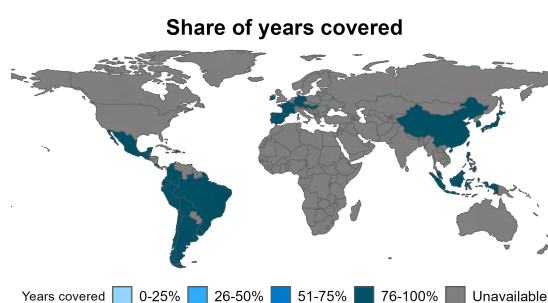 Share of years covered
Years covered 0-25% 26-50% 51-75% 76-100% Unavailable